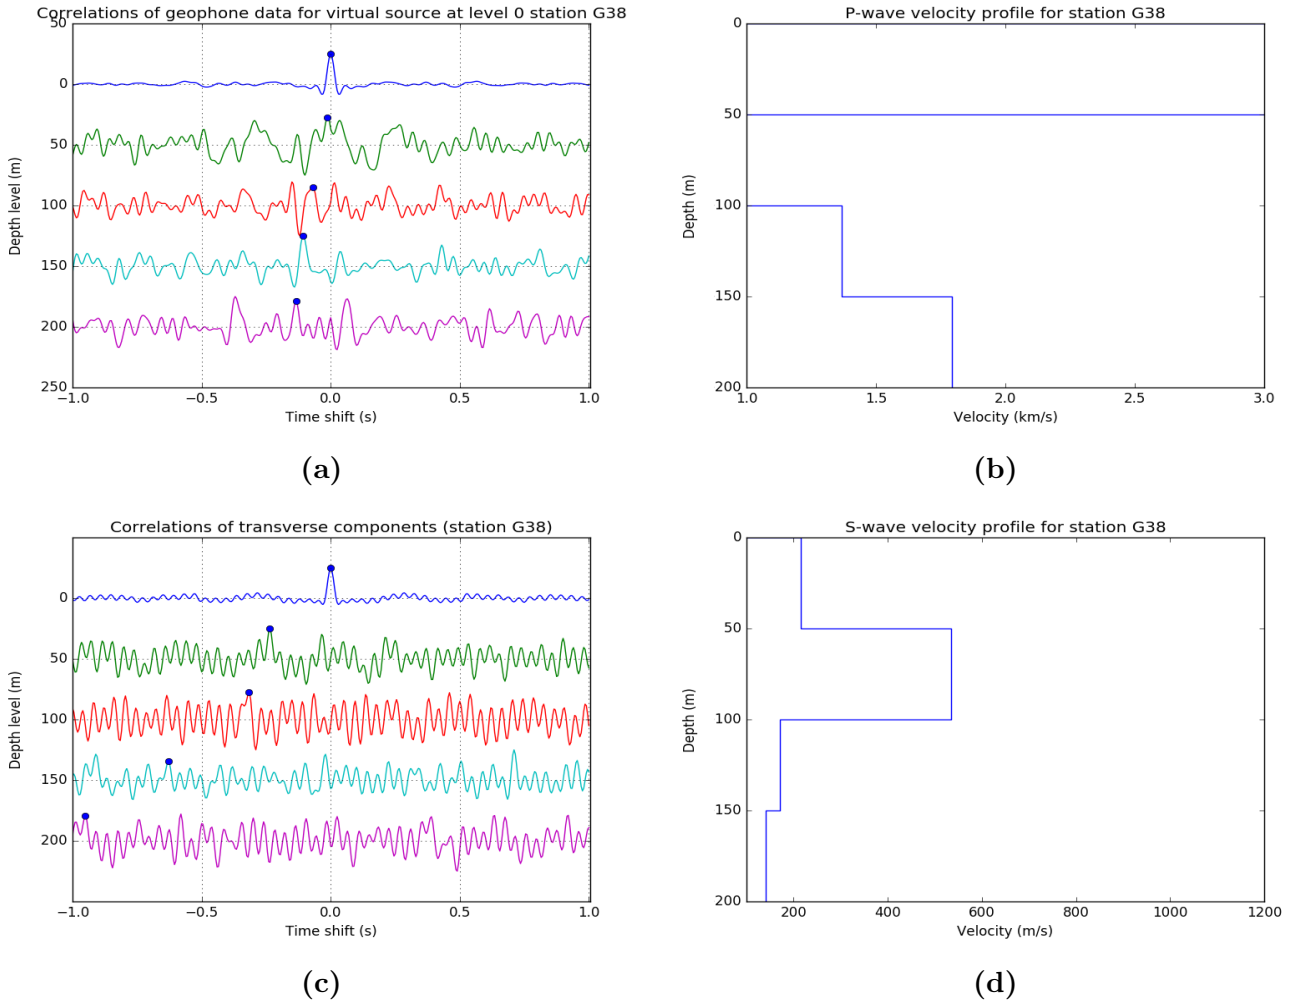 Correlations of geophone data for virtual source at level 0 station G38
50
0
50
100
150
200
250
Depth level (m)
−1.0
−0.5
0.0
0.5
1.0
Time shift (s)
(a)
P-wave velocity profile for station G38
0
50
100
150
200
Depth (m)
1.0
1.5
2.0
2.5
3.0
Velocity (km/s)
(b)
Correlations of transverse components (station G38)
0
50
100
150
200
Depth level (m)
−1.0
−0.5
0.0
0.5
1.0
Time shift (s)
(c)
S-wave velocity profile for station G38
0
50
100
150
200
Depth (m)
200
400
600
800
1000
1200
Velocity (m/s)
(d)